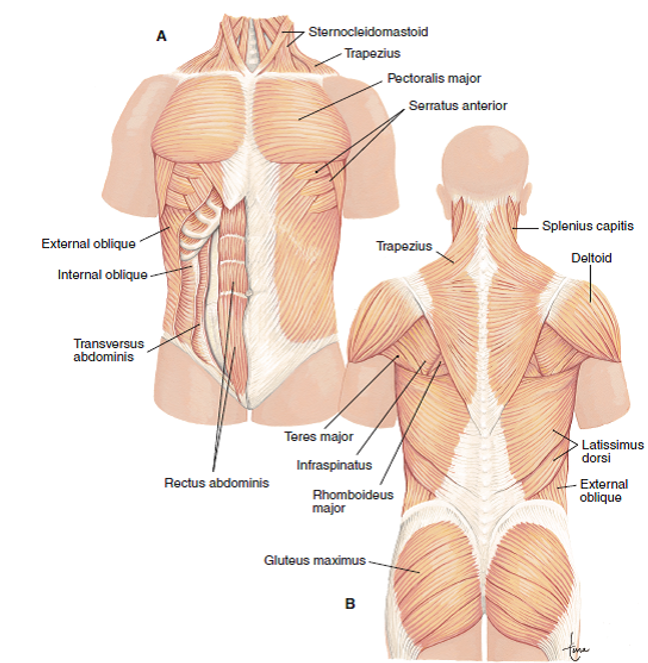 A
Sternocleidomastoid
Trapezius
Pectoralis major
Serratus anterior
External oblique
Internal oblique
Transversus
abdominis
Rectus abdominis
Splenius capitis
Trapezius
Deltoid
Teres major
Infraspinatus
Rhomboideus
major
Latissimus
dorsi
External
oblique
Gluteus maximus
B